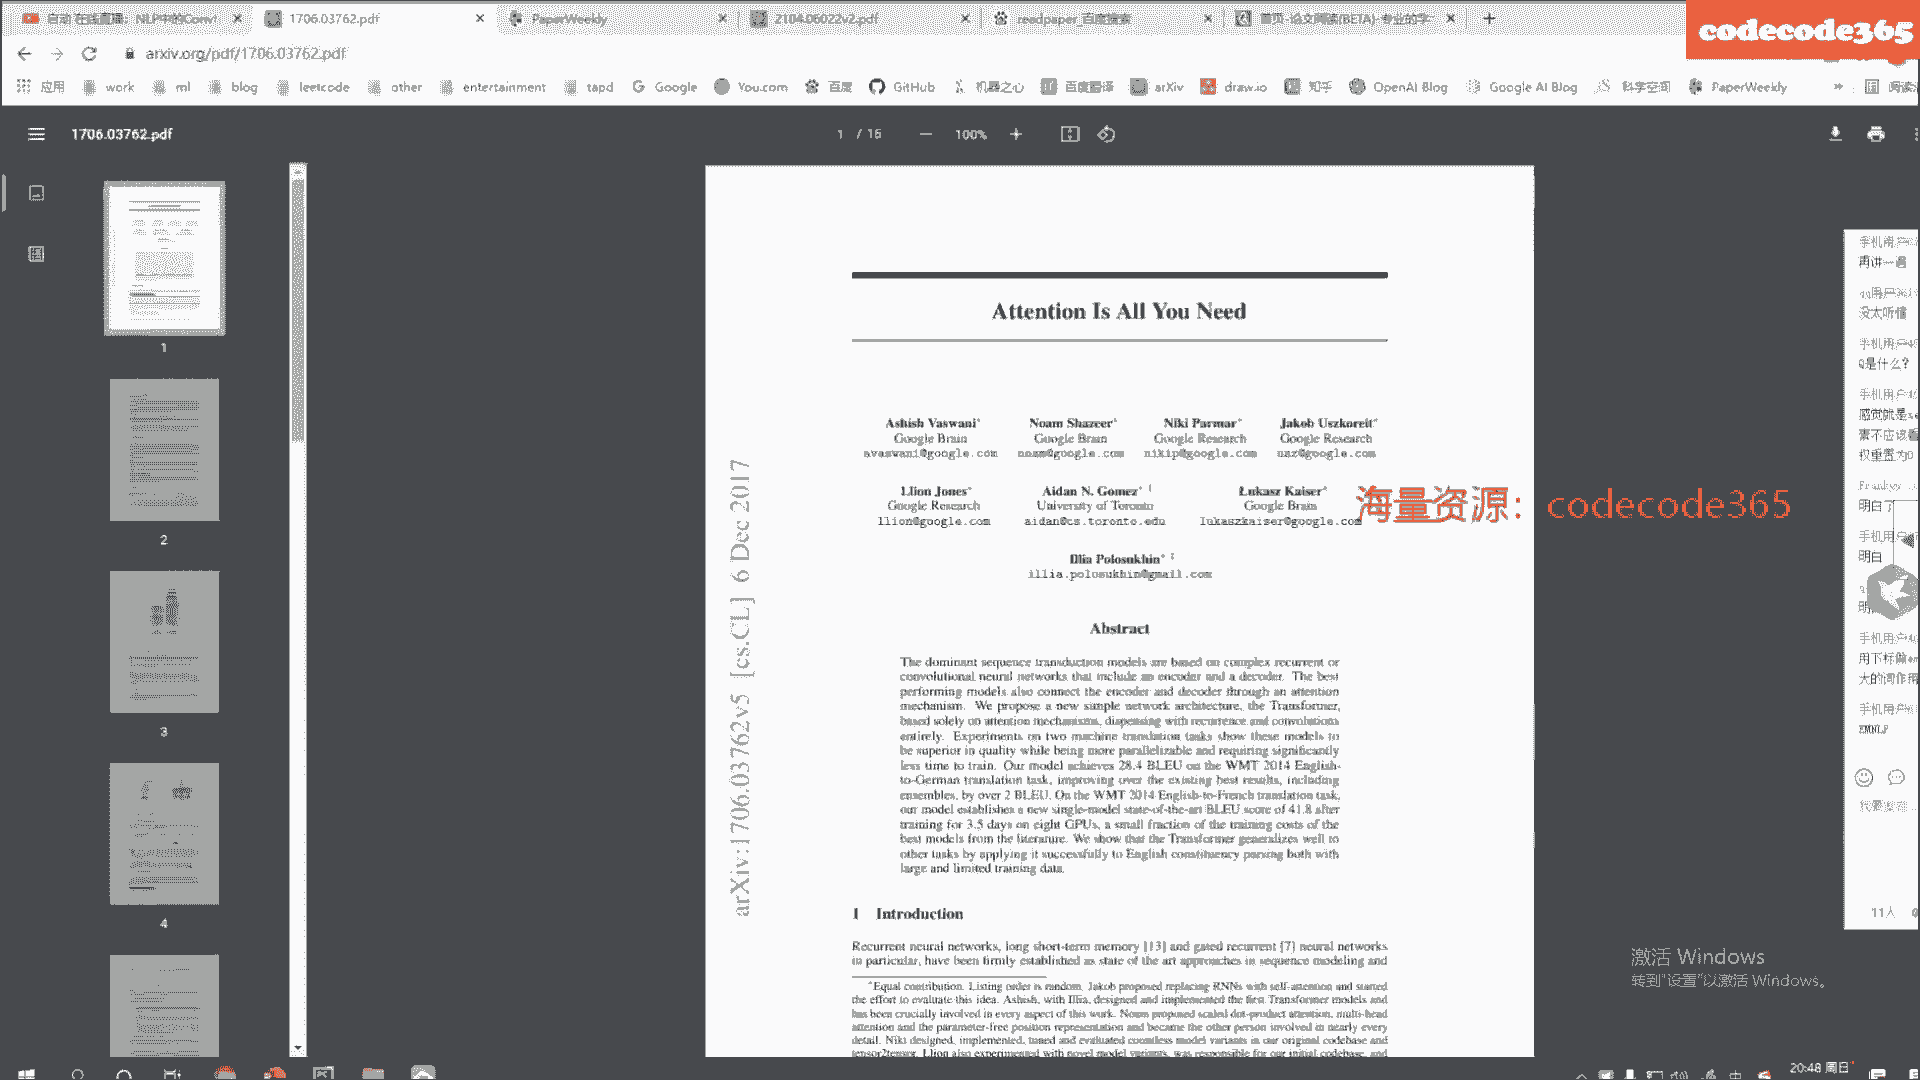 自动 在线直播: NLP中的Conv
1706.03762.pdf
PaperWeekly
2104.06022v2.pdf
readpaper_百度搜索
首页-论文阅读(BETA)-专业的学
codecode365
arxiv.org/pdf/1706.03762.pdf
应用 work ml blog leetcode other entertainment tapd Google You.com 百度 GitHub 机器之心 百度翻译 arXiv draw.io 知乎 OpenAI Blog Google AI Blog 科学空间 PaperWeekly »
1706.03762.pdf
1 / 15 — 100% +
1
2
3
4
Attention Is All You Need
Ashish Vaswani* Noam Shazeer* Niki Parmar* Jakob Uszkoreit*
Google Brain Google Brain Google Research Google Research
avaswani@google.com noam@google.com nikip@google.com usz@google.com
Llion Jones* Aidan N. Gomez* † Łukasz Kaiser*
Google Research University of Toronto Google Brain
llion@google.com aidan@cs.toronto.edu lukaszkaiser@google.com
Illia Polosukhin* ‡
illia.polosukhin@gmail.com
海量资源：codecode365
arXiv:1706.03762v5 [cs.CL] 6 Dec 2017
Abstract
The dominant sequence transduction models are based on complex recurrent or
convolutional neural networks that include an encoder and a decoder. The best
performing models also connect the encoder and decoder through an attention
mechanism. We propose a new simple network architecture, the Transformer,
based solely on attention mechanisms, dispensing with recurrence and convolutions
entirely. Experiments on two machine translation tasks show these models to
be superior in quality while being more parallelizable and requiring significantly
less time to train. Our model achieves 28.4 BLEU on the WMT 2014 English-
to-German translation task, improving over the existing best results, including
ensembles, by over 2 BLEU. On the WMT 2014 English-to-French translation task,
our model establishes a new single-model state-of-the-art BLEU score of 41.8 after
training for 3.5 days on eight GPUs, a small fraction of the training costs of the
best models from the literature. We show that the Transformer generalizes well to
other tasks by applying it successfully to English constituency parsing both with
large and limited training data.
1 Introduction
Recurrent neural networks, long short-term memory [13] and gated recurrent [7] neural networks
in particular, have been firmly established as state of the art approaches in sequence modeling and
*Equal contribution. Listing order is random. Jakob proposed replacing RNNs with self-attention and started
the effort to evaluate this idea. Ashish, with Illia, designed and implemented the first Transformer models and
has been crucially involved in every aspect of this work. Noam proposed scaled dot-product attention, multi-head
attention and the parameter-free position representation and became the other person involved in nearly every
detail. Niki designed, implemented, tuned and evaluated countless model variants in our original codebase and
tensor2tensor. Llion also experimented with novel model variants, was responsible for our initial codebase, and
手机用户
再讲一遍
没太听懂
Q是什么?
手机用户
感觉就是
素不应该
权重置为0
明白了
手机用户
明白
手机用户
用下标做
大的词作用
手机用户
EMNLP
11人
激活 Windows
转到"设置"以激活 Windows。
20:48 周日